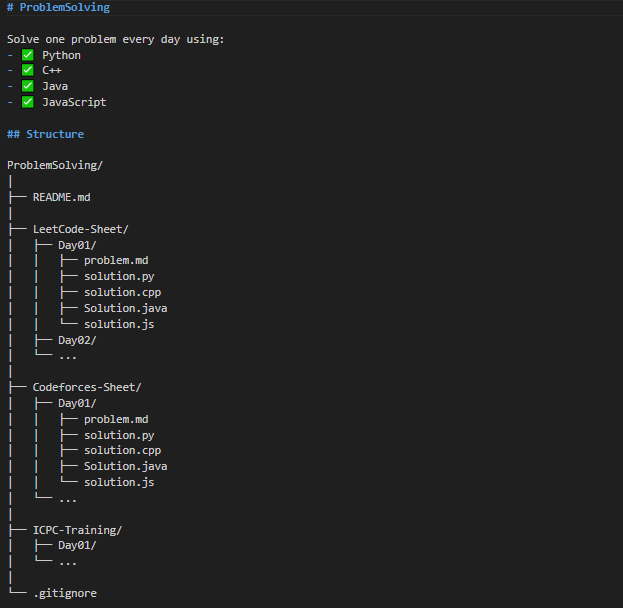 # ProblemSolving
Solve one problem every day using:
- ✅ Python
- ✅ C++
- ✅ Java
- ✅ JavaScript
## Structure
ProblemSolving/
│
├── README.md
│
├── LeetCode-Sheet/
│   ├── Day01/
│   │   ├── problem.md
│   │   ├── solution.py
│   │   ├── solution.cpp
│   │   ├── Solution.java
│   │   └── solution.js
│   ├── Day02/
│   └── ...
│
├── Codeforces-Sheet/
│   ├── Day01/
│   │   ├── problem.md
│   │   ├── solution.py
│   │   ├── solution.cpp
│   │   ├── Solution.java
│   │   └── solution.js
│   └── ...
│
├── ICPC-Training/
│   ├── Day01/
│   └── ...
│
└── .gitignore